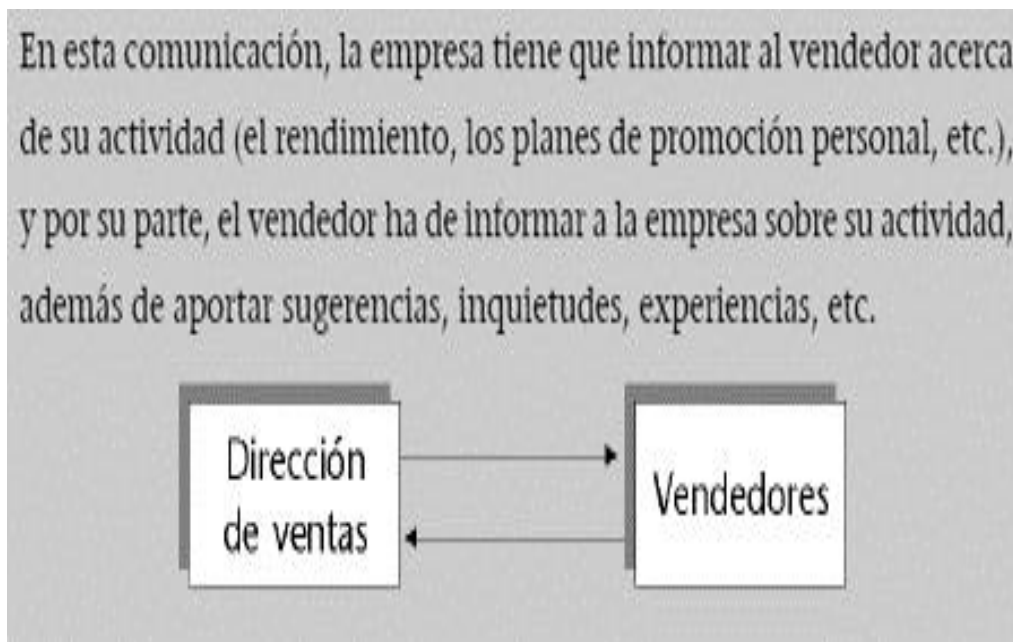 En esta comunicación, la empresa tiene que informar al vendedor acerca
de su actividad (el rendimiento, los planes de promoción personal, etc.),
y por su parte, el vendedor ha de informar a la empresa sobre su actividad,
además de aportar sugerencias, inquietudes, experiencias, etc.
Dirección
de ventas
Vendedores